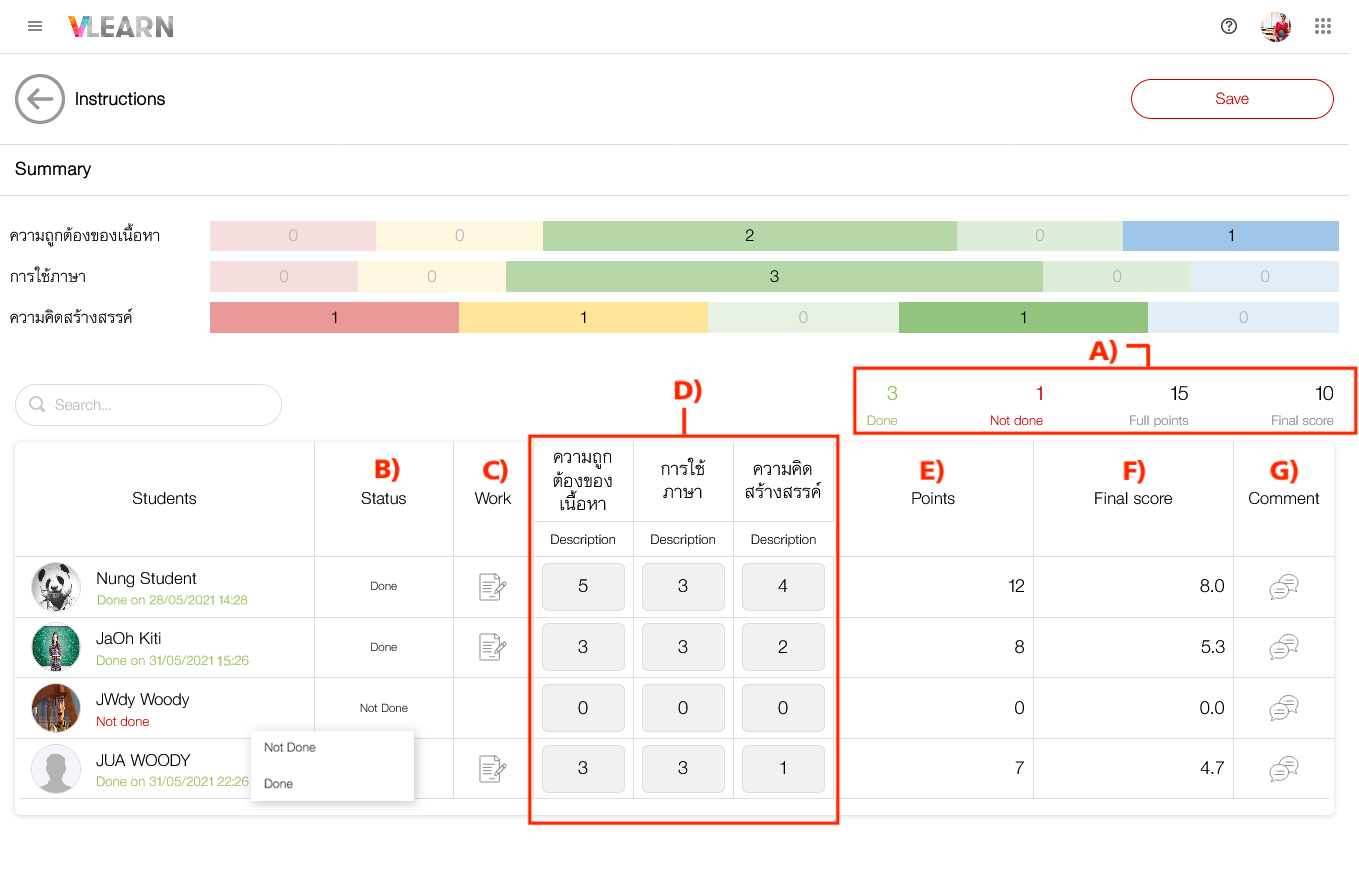 VLEARN
Instructions
Save
Summary
ความถูกต้องของเนื้อหา 0 0 2 0 1
การใช้ภาษา 0 0 3 0 0
ความคิดสร้างสรรค์ 1 1 0 1 0
A)
3 1 15 10
Done Not done Full points Final score
Search...
D)
B) C) E) F) G)
Students Status Work ความถูก การใช้ ความคิด Points Final score Comment
ต้องของ ภาษา สร้างสรรค์
เนื้อหา
Description Description Description
Nung Student Done 5 3 4 12 8.0
Done on 28/05/2021 14:28
JaOh Kiti Done 3 3 2 8 5.3
Done on 31/05/2021 15:26
JWdy Woody Not Done 0 0 0 0 0.0
Not done
Not Done
JUA WOODY 3 3 1 7 4.7
Done on 31/05/2021 22:26
Done